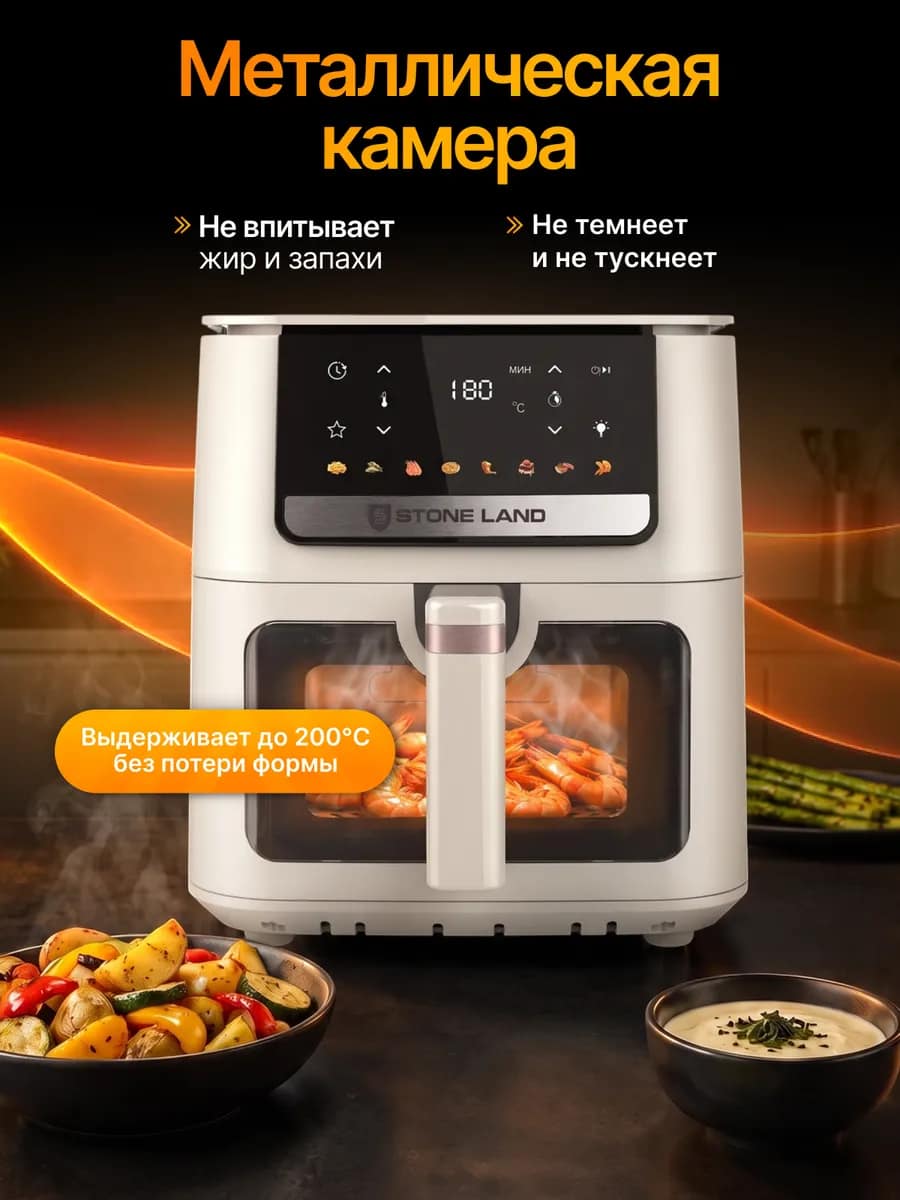 Металлическая
камера
Не впитывает
жир и запахи
Не темнеет
и не тускнеет
180
МИН
°C
STONE LAND
Выдерживает до 200°C
без потери формы